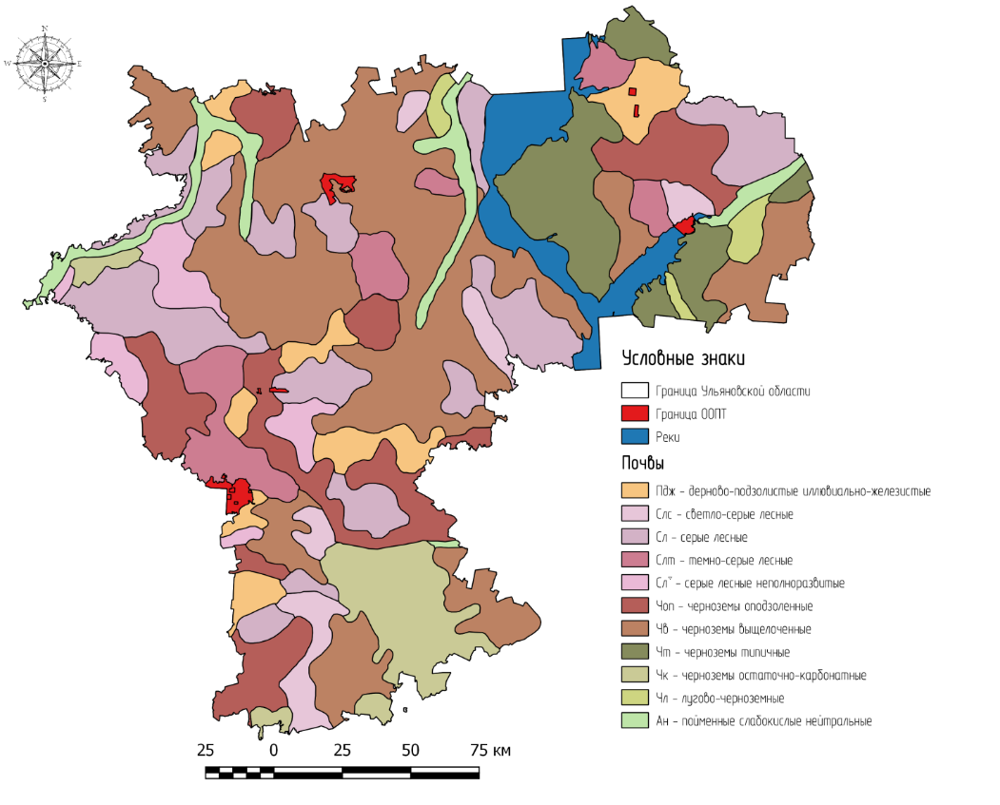 N
W E
S
Условные знаки
Граница Ульяновской области
Граница ООПТ
Реки
Почвы
Пдж - дерново-подзолистые иллювиально-железистые
Слс - светло-серые лесные
Сл - серые лесные
Слт - темно-серые лесные
Сл˅ - серые лесные неполноразвитые
Чоп - черноземы оподзоленные
Чв - черноземы выщелоченные
Чт - черноземы типичные
Чк - черноземы остаточно-карбонатные
Чл - лугово-черноземные
Ан - пойменные слабокислые нейтральные
25 0 25 50 75 км